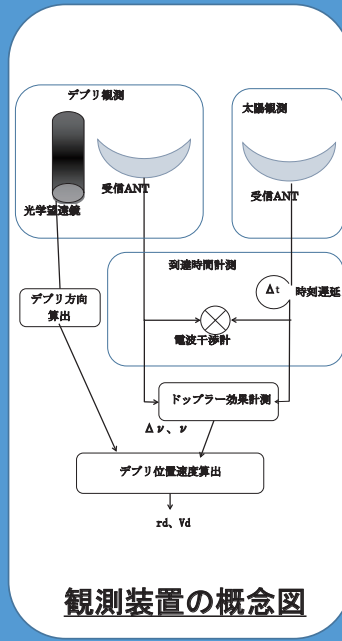 デブリ観測
太陽観測
受信ANT
受信ANT
光学望遠鏡
到達時間計測
Δt
時刻遅延
デブリ方向
算出
電波干渉計
ドップラー効果計測
Δν、ν
デブリ位置速度算出
rd、Vd
観測装置の概念図